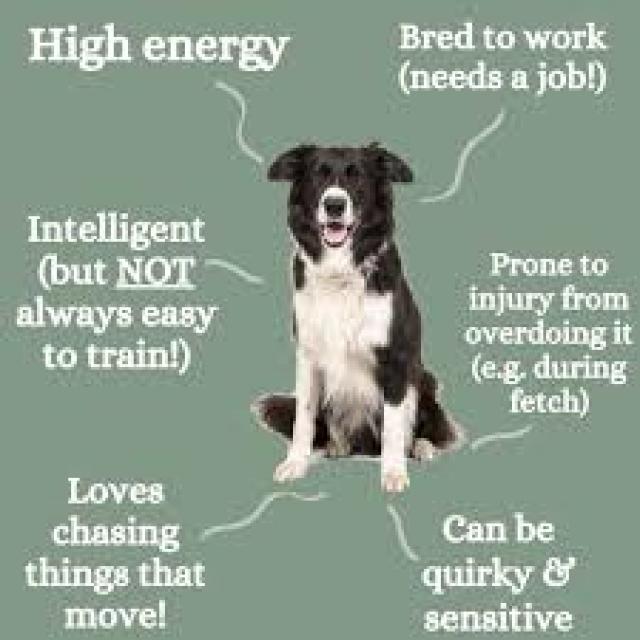 High energy
Bred to work
(needs a job!)
Intelligent
(but NOT
always easy
to train!)
Prone to
injury from
overdoing it
(e.g. during
fetch)
Loves
chasing
things that
move!
Can be
quirky &
sensitive